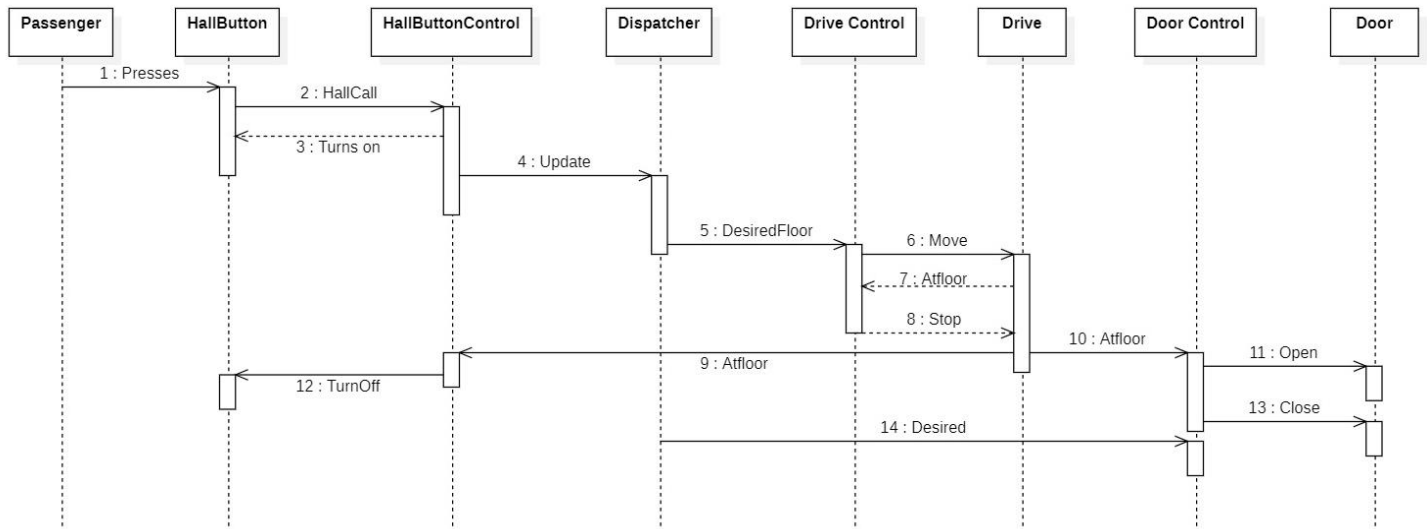 Passenger
HallButton
HallButtonControl
Dispatcher
Drive Control
Drive
Door Control
Door
1 : Presses
2 : HallCall
3 : Turns on
4 : Update
5 : DesiredFloor
6 : Move
7 : Atfloor
8 : Stop
9 : Atfloor
10 : Atfloor
11 : Open
12 : TurnOff
13 : Close
14 : Desired